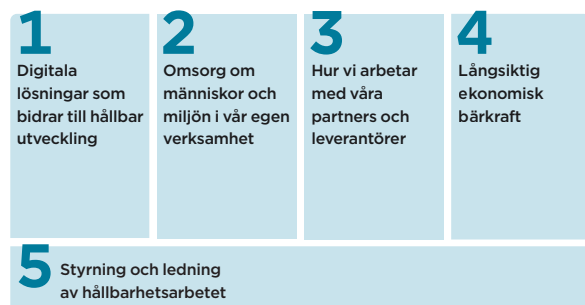 1
Digitala
lösningar som
bidrar till hållbar
utveckling
2
Omsorg om
människor och
miljön i vår egen
verksamhet
3
Hur vi arbetar
med våra
partners och
leverantörer
4
Långsiktig
ekonomisk
bärkraft
5
Styrning och ledning
av hållbarhetsarbetet